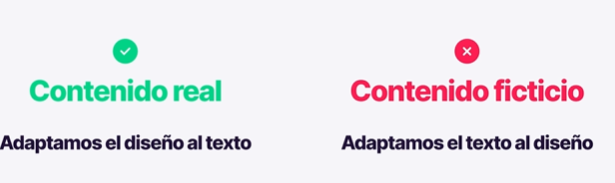 Contenido real
Adaptamos el diseño al texto
Contenido ficticio
Adaptamos el texto al diseño